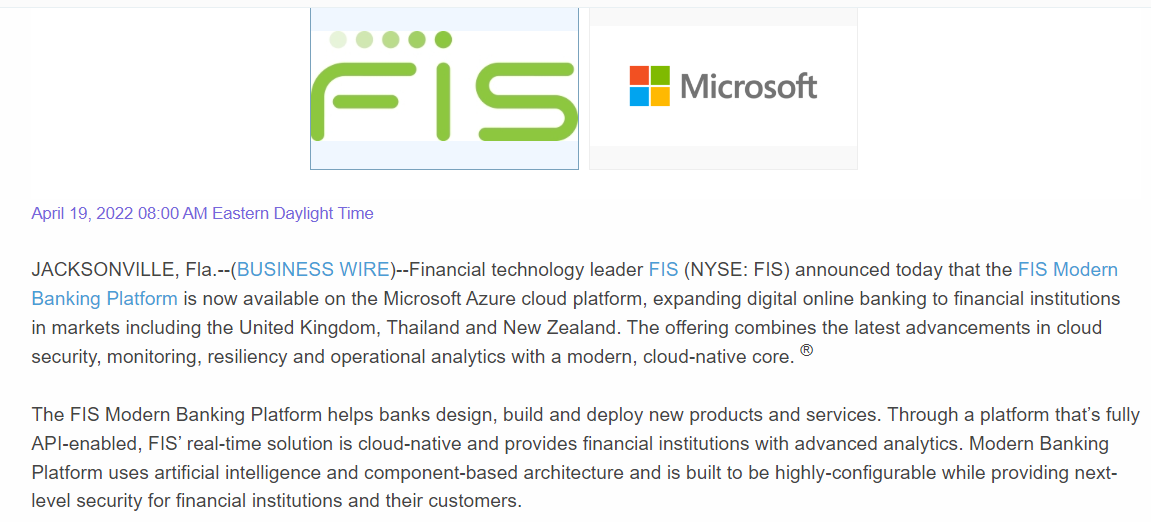 FIS
Microsoft
April 19, 2022 08:00 AM Eastern Daylight Time
JACKSONVILLE, Fla.--(BUSINESS WIRE)--Financial technology leader FIS (NYSE: FIS) announced today that the FIS Modern
Banking Platform is now available on the Microsoft Azure cloud platform, expanding digital online banking to financial institutions
in markets including the United Kingdom, Thailand and New Zealand. The offering combines the latest advancements in cloud
security, monitoring, resiliency and operational analytics with a modern, cloud-native core. ®
The FIS Modern Banking Platform helps banks design, build and deploy new products and services. Through a platform that’s fully
API-enabled, FIS’ real-time solution is cloud-native and provides financial institutions with advanced analytics. Modern Banking
Platform uses artificial intelligence and component-based architecture and is built to be highly-configurable while providing next-
level security for financial institutions and their customers.